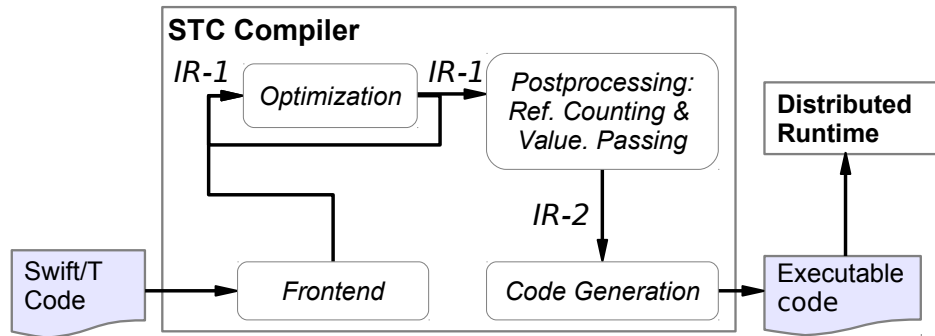 STC Compiler
IR-1
IR-1
Optimization
Postprocessing:
Ref. Counting &
Value. Passing
Distributed
Runtime
IR-2
Swift/T
Code
Frontend
Code Generation
Executable
code